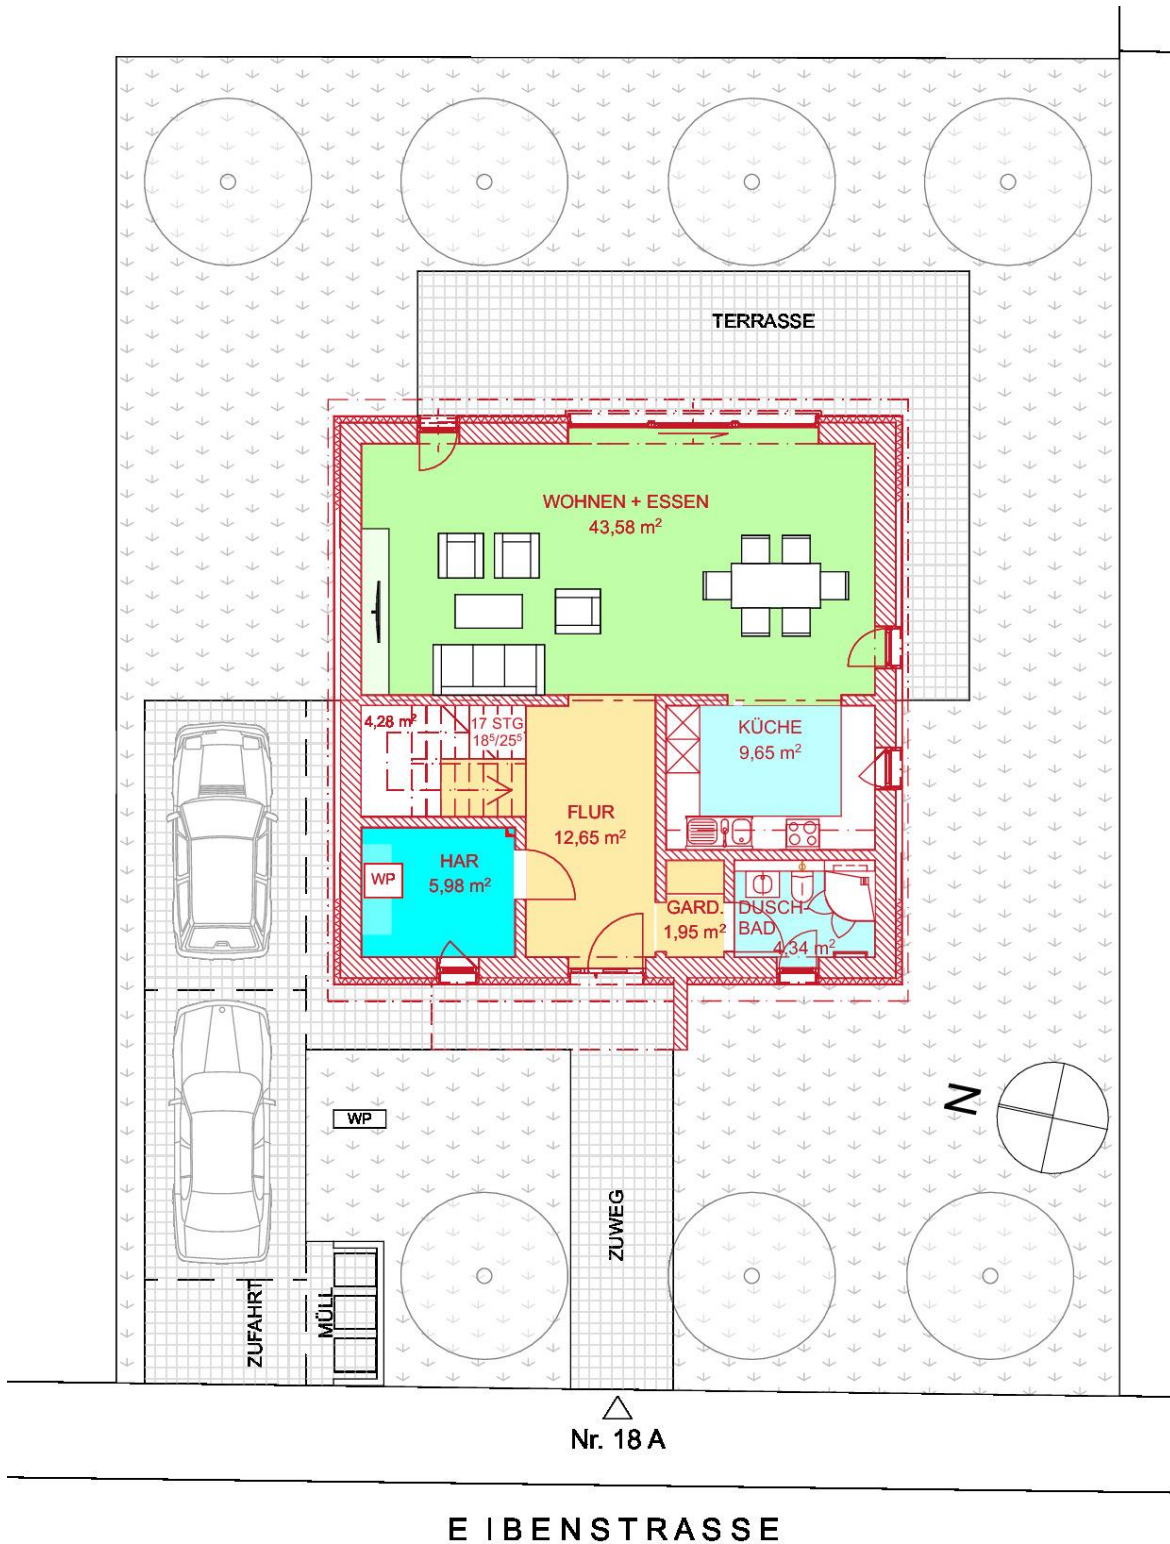 TERRASSE
WOHNEN + ESSEN
43,58 m²
4,28 m²
17 STG
18⁵/25⁵
KÜCHE
9,65 m²
FLUR
12,65 m²
HAR
5,98 m²
WP
GARD.
1,95 m²
DUSCH-
BAD
4,34 m²
N
WP
ZUWEG
ZUFAHRT
MÜLL
Nr. 18 A
EIBENSTRASSE